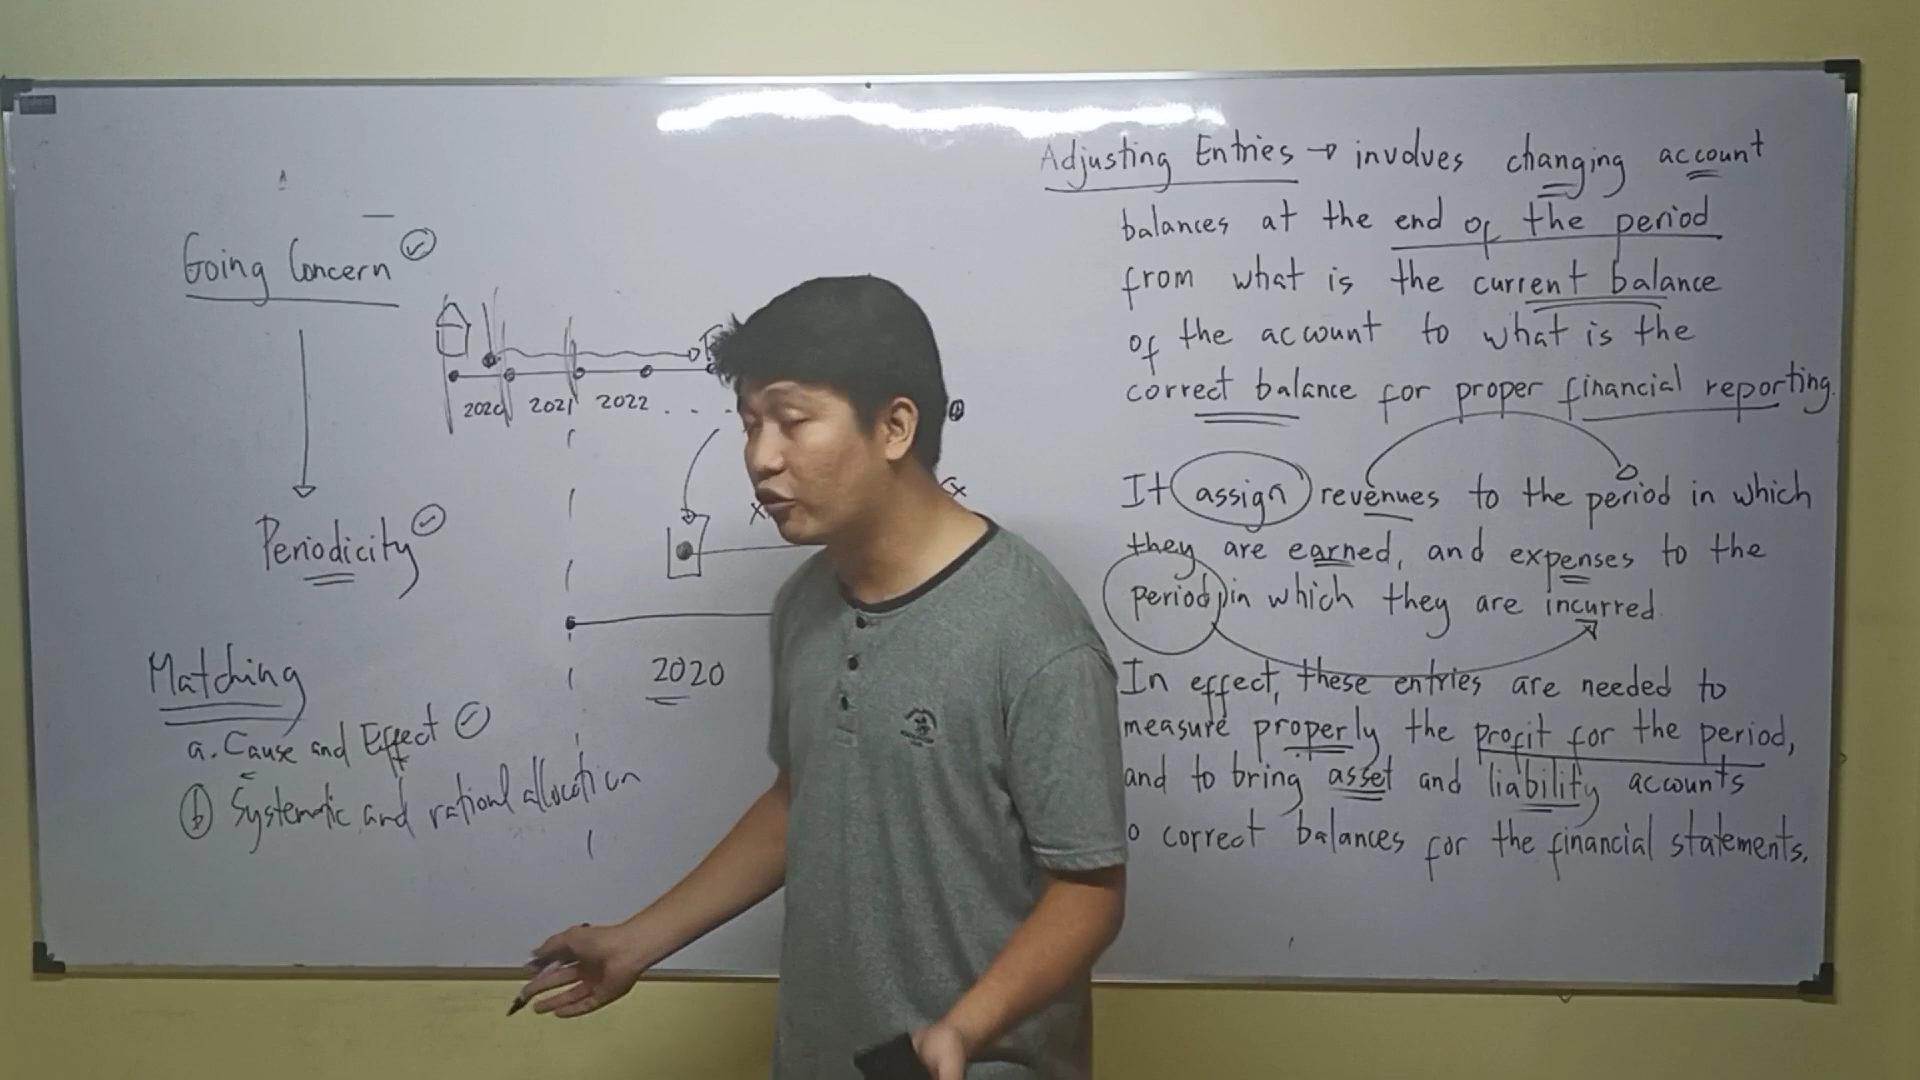 Going Concern
2020 2021 2022 . . .
Periodicity
2020
Matching
a. Cause and Effect
b Systematic and rational allocation
Adjusting Entries → involves changing account
balances at the end of the period
from what is the current balance
of the account to what is the
correct balance for proper financial reporting.
It assign revenues to the period in which
they are earned, and expenses to the
period, in which they are incurred.
In effect, these entries are needed to
measure properly the profit for the period,
and to bring asset and liability accounts
o correct balances for the financial statements.